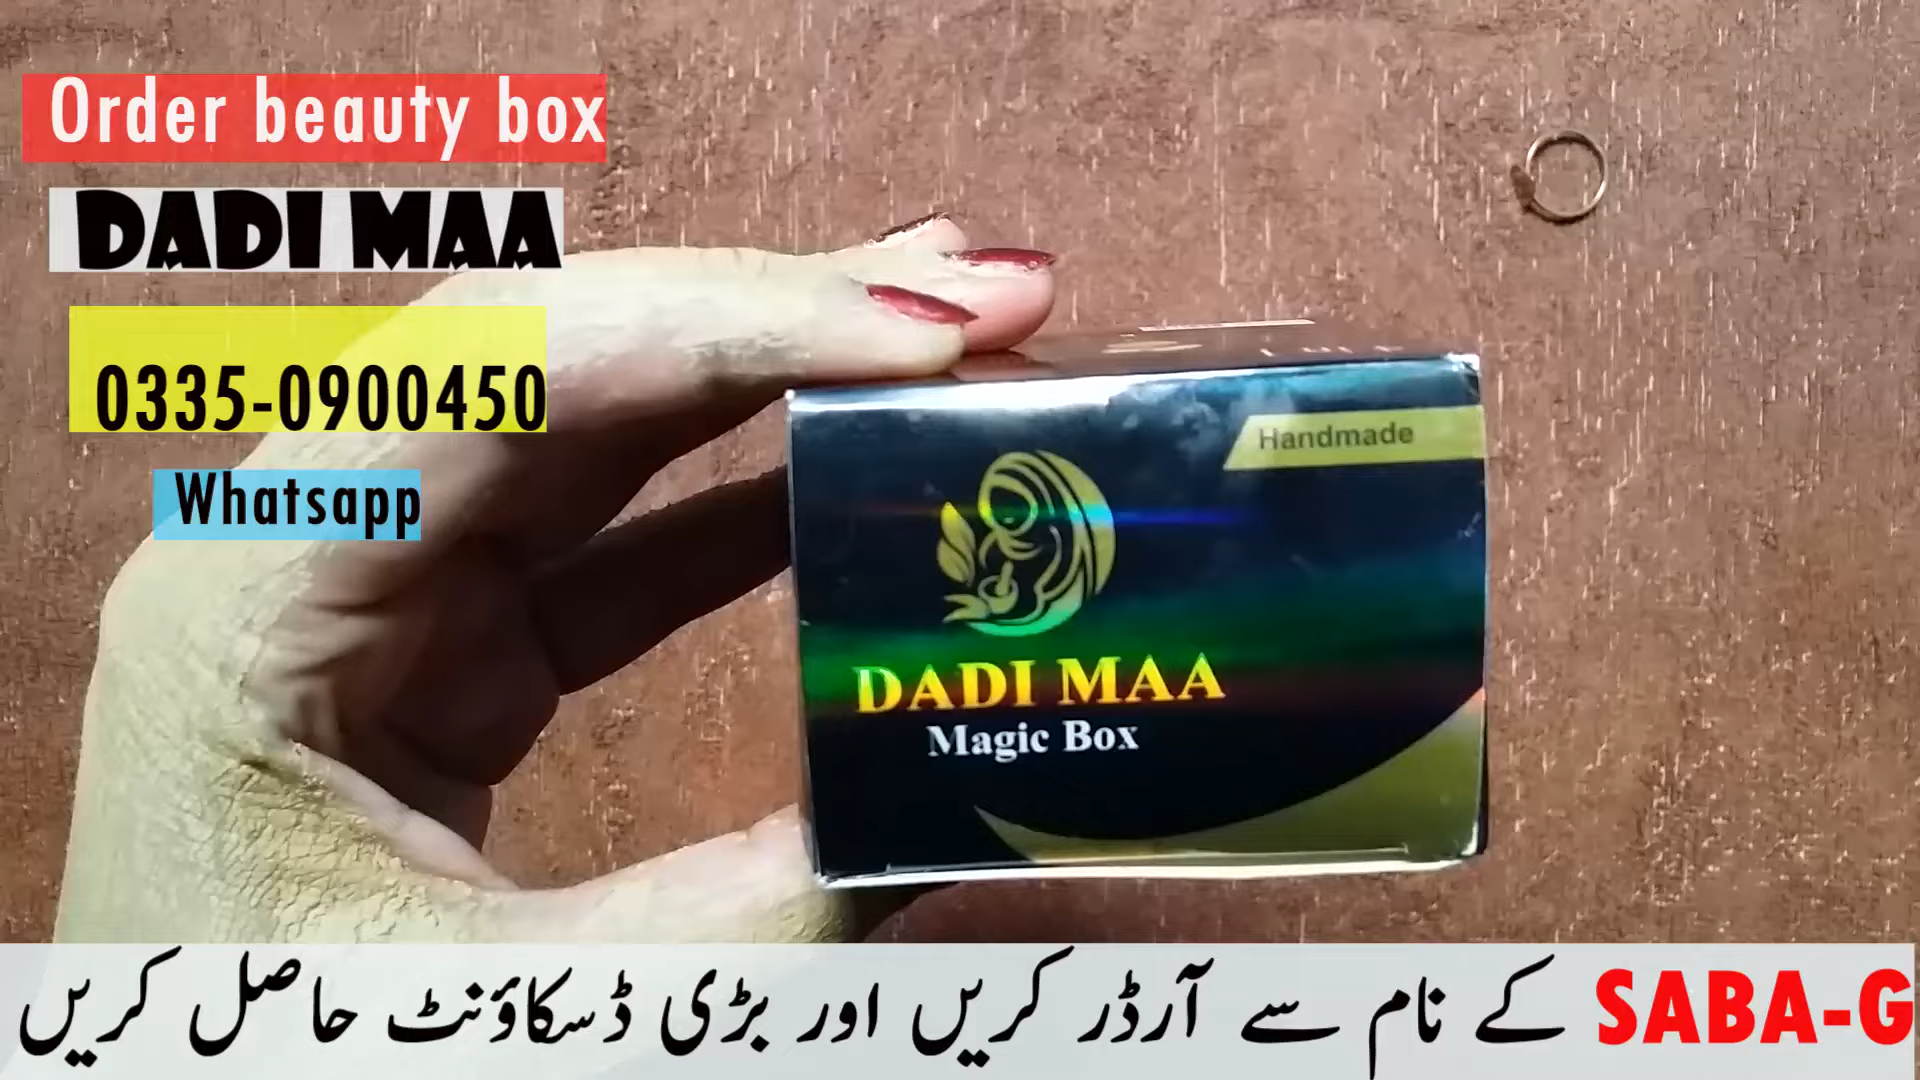 Order beauty box
DADI MAA
0335-0900450
Whatsapp
Handmade
DADI MAA
Magic Box
SABA-G کے نام سے آرڈر کریں اور بڑی ڈسکاؤنٹ حاصل کریں